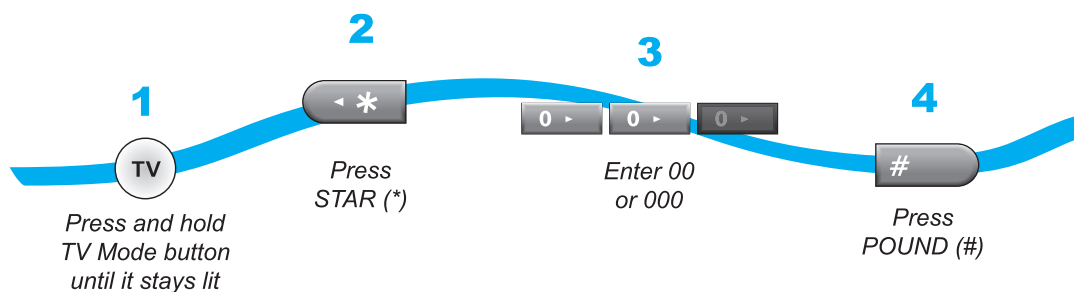 1
TV
Press and hold
TV Mode button
until it stays lit
2
*
Press
STAR (*)
3
0 0 0
Enter 00
or 000
4
#
Press
POUND (#)